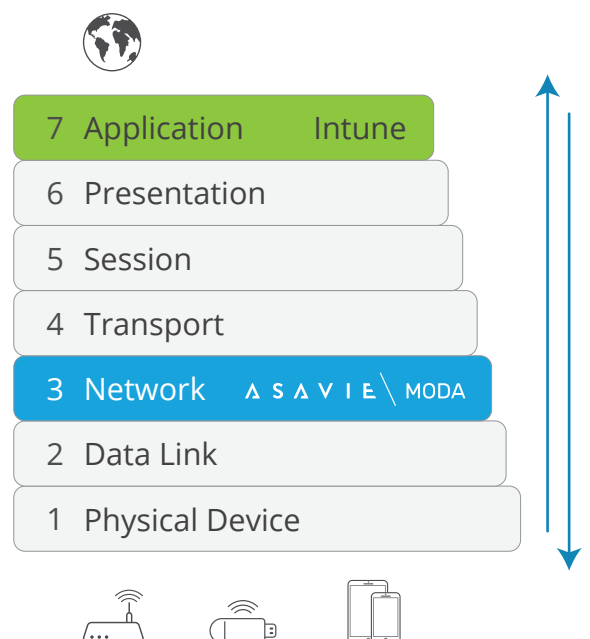 7 Application Intune
6 Presentation
5 Session
4 Transport
3 Network ASAVIE\MODA
2 Data Link
1 Physical Device